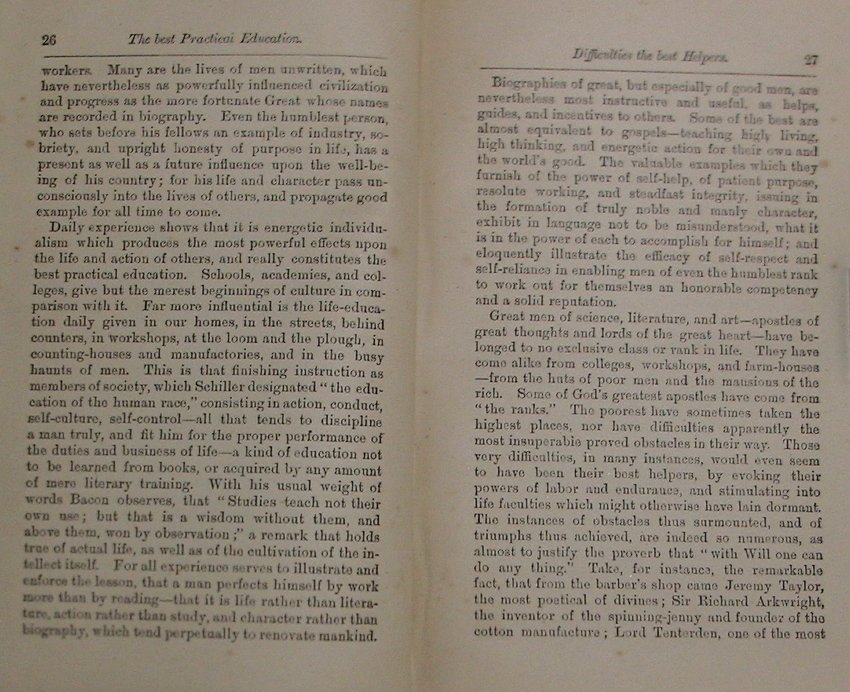 26 The best Practical Education.
workers. Many are the lives of men unwritten, which
have nevertheless as powerfully influenced civilization
and progress as the more fortunate Great whose names
are recorded in biography. Even the humblest person,
who sets before his fellows an example of industry, so-
briety, and upright honesty of purpose in life, has a
present as well as a future influence upon the well-be-
ing of his country; for his life and character pass un-
consciously into the lives of others, and propagate good
example for all time to come.
Daily experience shows that it is energetic individu-
alism which produces the most powerful effects upon
the life and action of others, and really constitutes the
best practical education. Schools, academies, and col-
leges, give but the merest beginnings of culture in com-
parison with it. Far more influential is the life-educa-
tion daily given in our homes, in the streets, behind
counters, in workshops, at the loom and the plough, in
counting-houses and manufactories, and in the busy
haunts of men. This is that finishing instruction as
members of society, which Schiller designated "the edu-
cation of the human race," consisting in action, conduct,
self-culture, self-control—all that tends to discipline
a man truly, and fit him for the proper performance of
the duties and business of life—a kind of education not
to be learned from books, or acquired by any amount
of mere literary training. With his usual weight of
words Bacon observes, that "Studies teach not their
own use; but that is a wisdom without them, and
above them, won by observation;" a remark that holds
true of actual life, as well as of the cultivation of the in-
tellect itself. For all experience serves to illustrate and
enforce the lesson, that a man perfects himself by work
more than by reading—that it is life rather than litera-
ture, action rather than study, and character rather than
biography, which tend perpetually to renovate mankind.
Difficulties the best Helpers. 27
Biographies of great, but especially of good men, are
nevertheless most instructive and useful, as helps,
guides, and incentives to others. Some of the best are
almost equivalent to gospels—teaching high living,
high thinking, and energetic action for their own and
the world's good. The valuable examples which they
furnish of the power of self-help, of patient purpose,
resolute working, and steadfast integrity, issuing in
the formation of truly noble and manly character,
exhibit in language not to be misunderstood, what it
is in the power of each to accomplish for himself; and
eloquently illustrate the efficacy of self-respect and
self-reliance in enabling men of even the humblest rank
to work out for themselves an honorable competency
and a solid reputation.
Great men of science, literature, and art—apostles of
great thoughts and lords of the great heart—have be-
longed to no exclusive class or rank in life. They have
come alike from colleges, workshops, and farm-houses
—from the huts of poor men and the mansions of the
rich. Some of God's greatest apostles have come from
"the ranks." The poorest have sometimes taken the
highest places, nor have difficulties apparently the
most insuperable proved obstacles in their way. Those
very difficulties, in many instances, would even seem
to have been their best helpers, by evoking their
powers of labor and endurance, and stimulating into
life faculties which might otherwise have lain dormant.
The instances of obstacles thus surmounted, and of
triumphs thus achieved, are indeed so numerous, as
almost to justify the proverb that "with Will one can
do any thing." Take, for instance, the remarkable
fact, that from the barber's shop came Jeremy Taylor,
the most poetical of divines; Sir Richard Arkwright,
the inventor of the spinning-jenny and founder of the
cotton manufacture; Lord Tenterden, one of the most